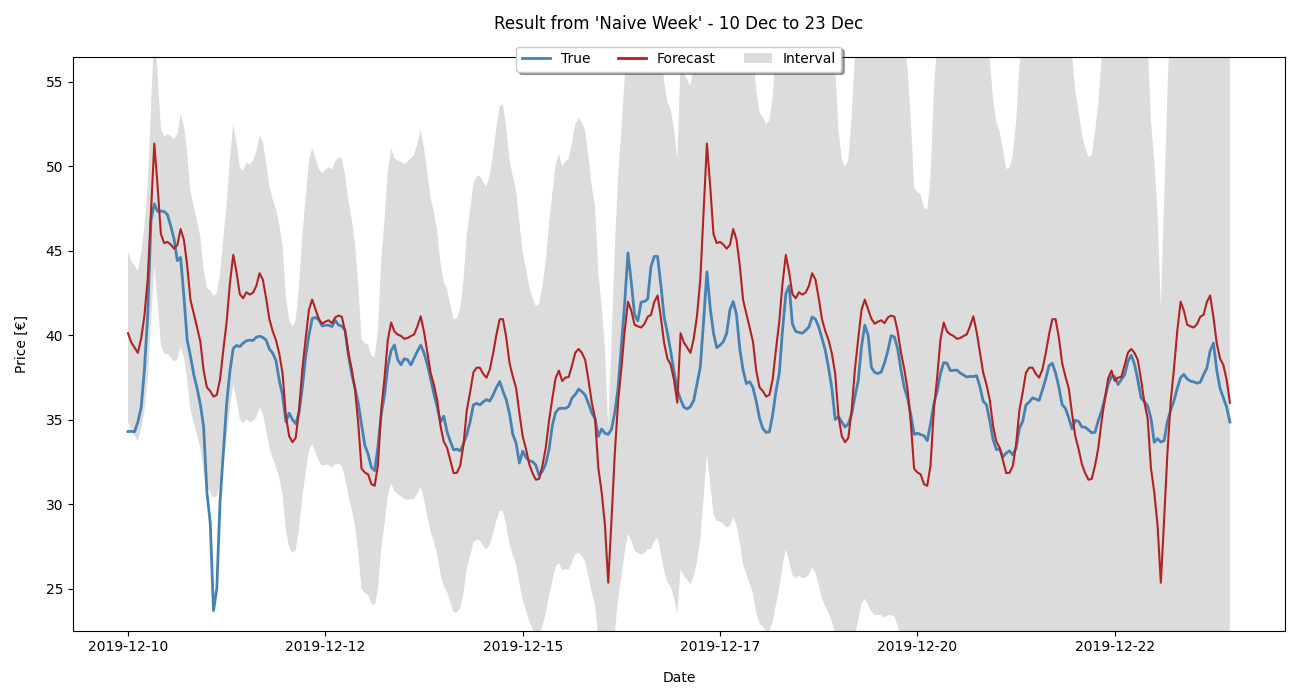 Result from 'Naive Week' - 10 Dec to 23 Dec
True Forecast Interval
55
50
45
40
35
30
25
Price [€]
2019-12-10 2019-12-12 2019-12-15 2019-12-17 2019-12-20 2019-12-22
Date